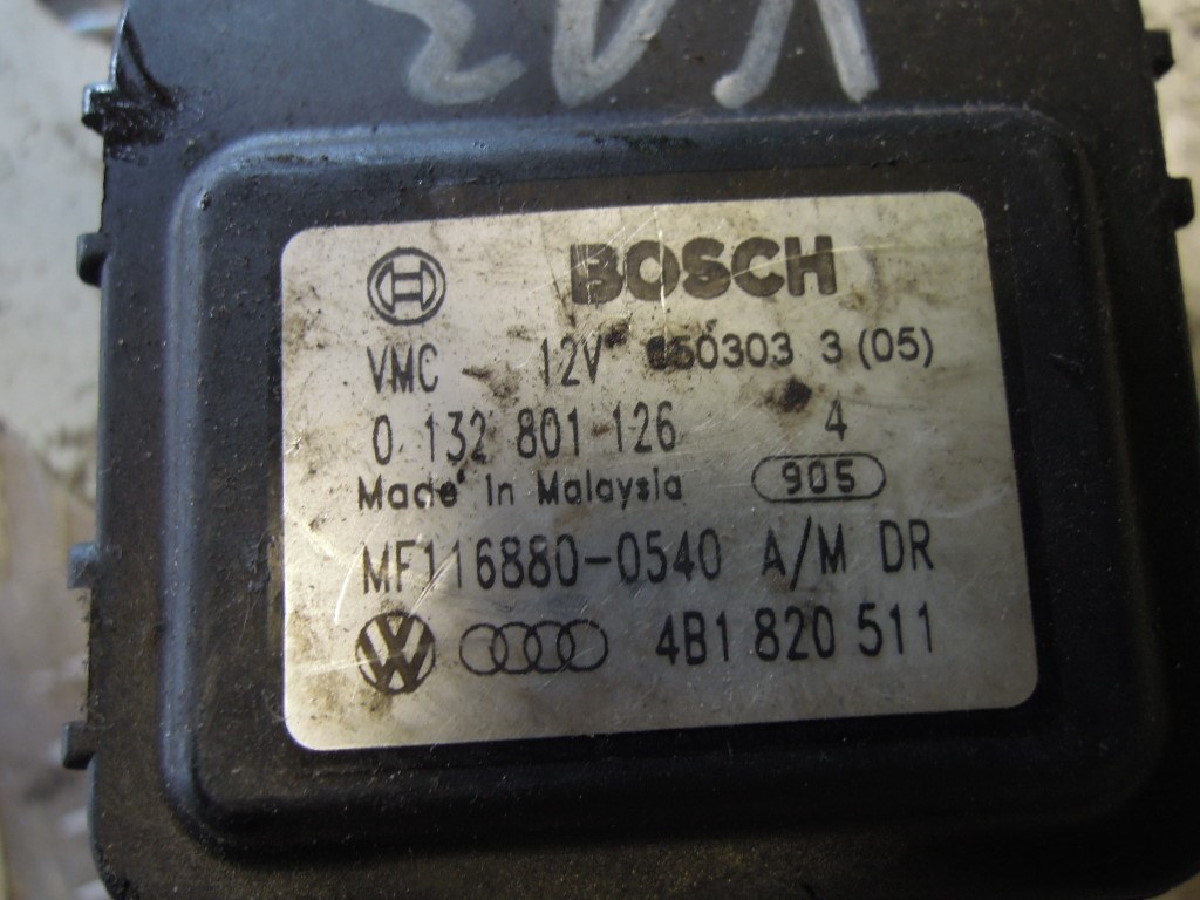 BOSCH
VMC 12V 3 (05)
0 132 801 126 4
Made in Malaysia 905
MF116880-0540 A/M DR
VW 4B1 820 511